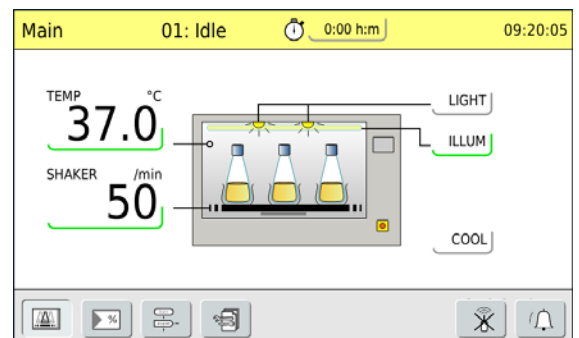 Main 01: Idle 0:00 h:m 09:20:05
TEMP °C
37.0
SHAKER /min
50
LIGHT
ILLUM
COOL
%